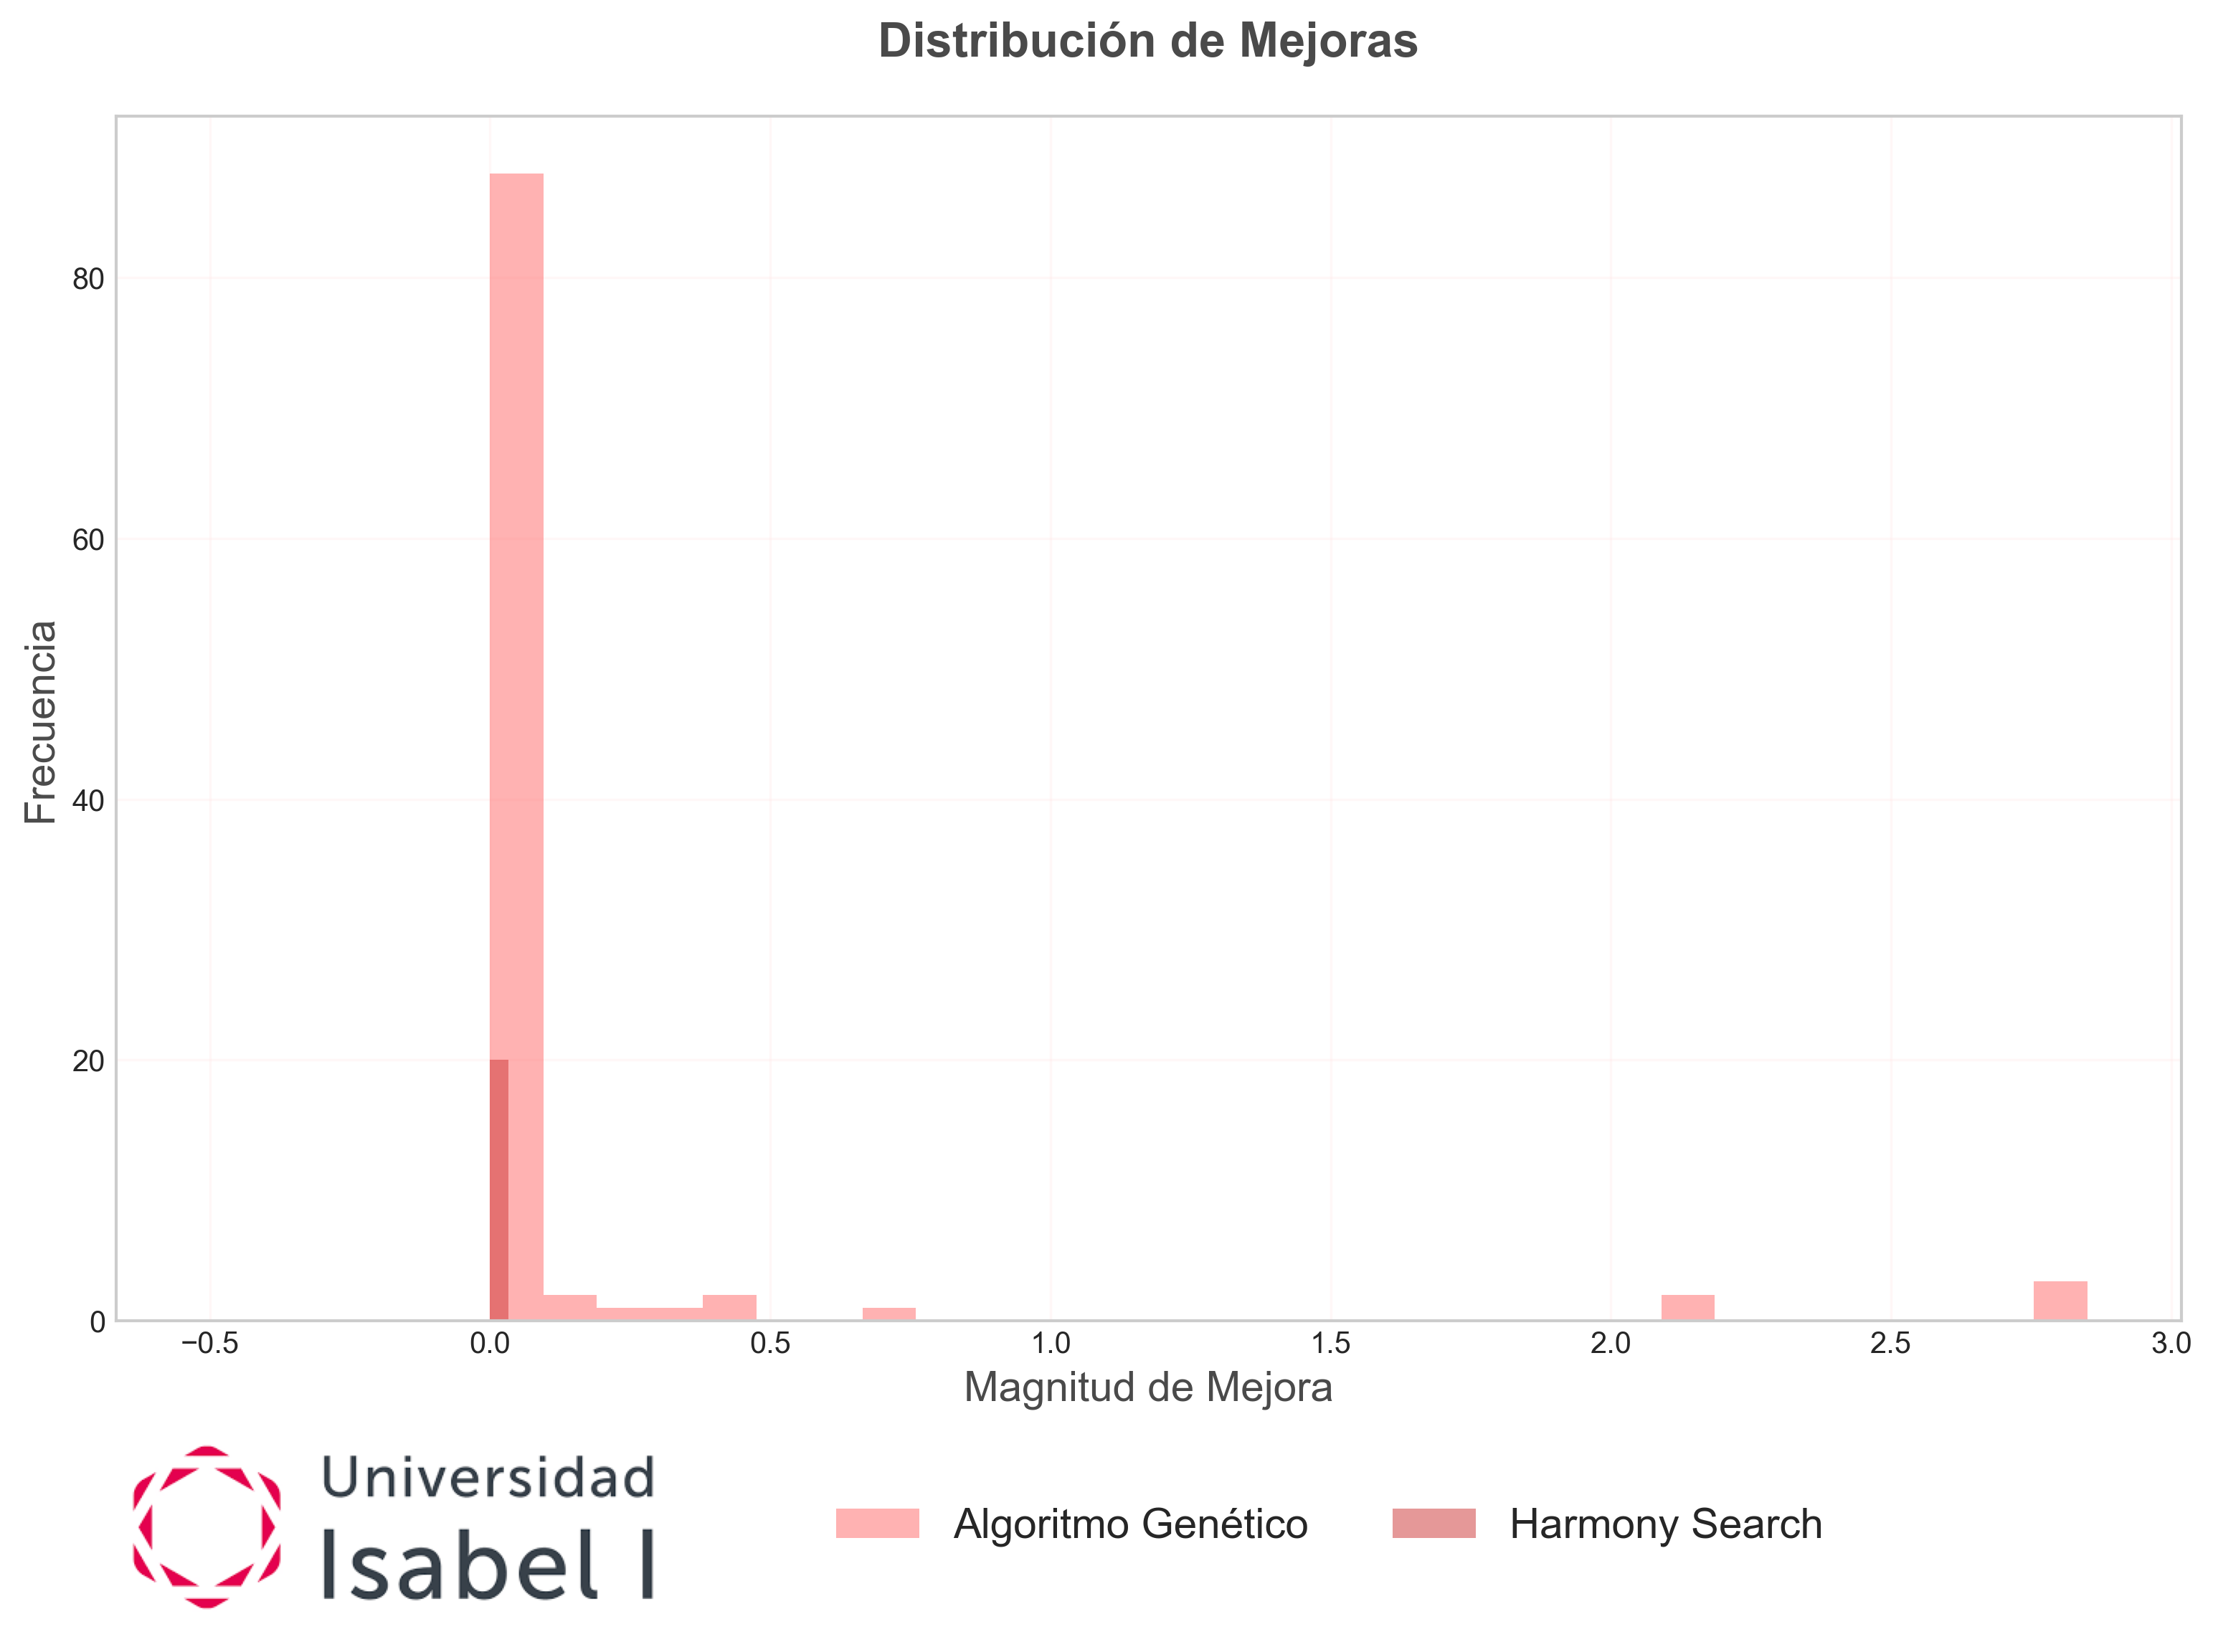 Distribución de Mejoras
Frecuencia
80
60
40
20
0
−0.5 0.0 0.5 1.0 1.5 2.0 2.5 3.0
Magnitud de Mejora
Universidad
Isabel I
Algoritmo Genético Harmony Search